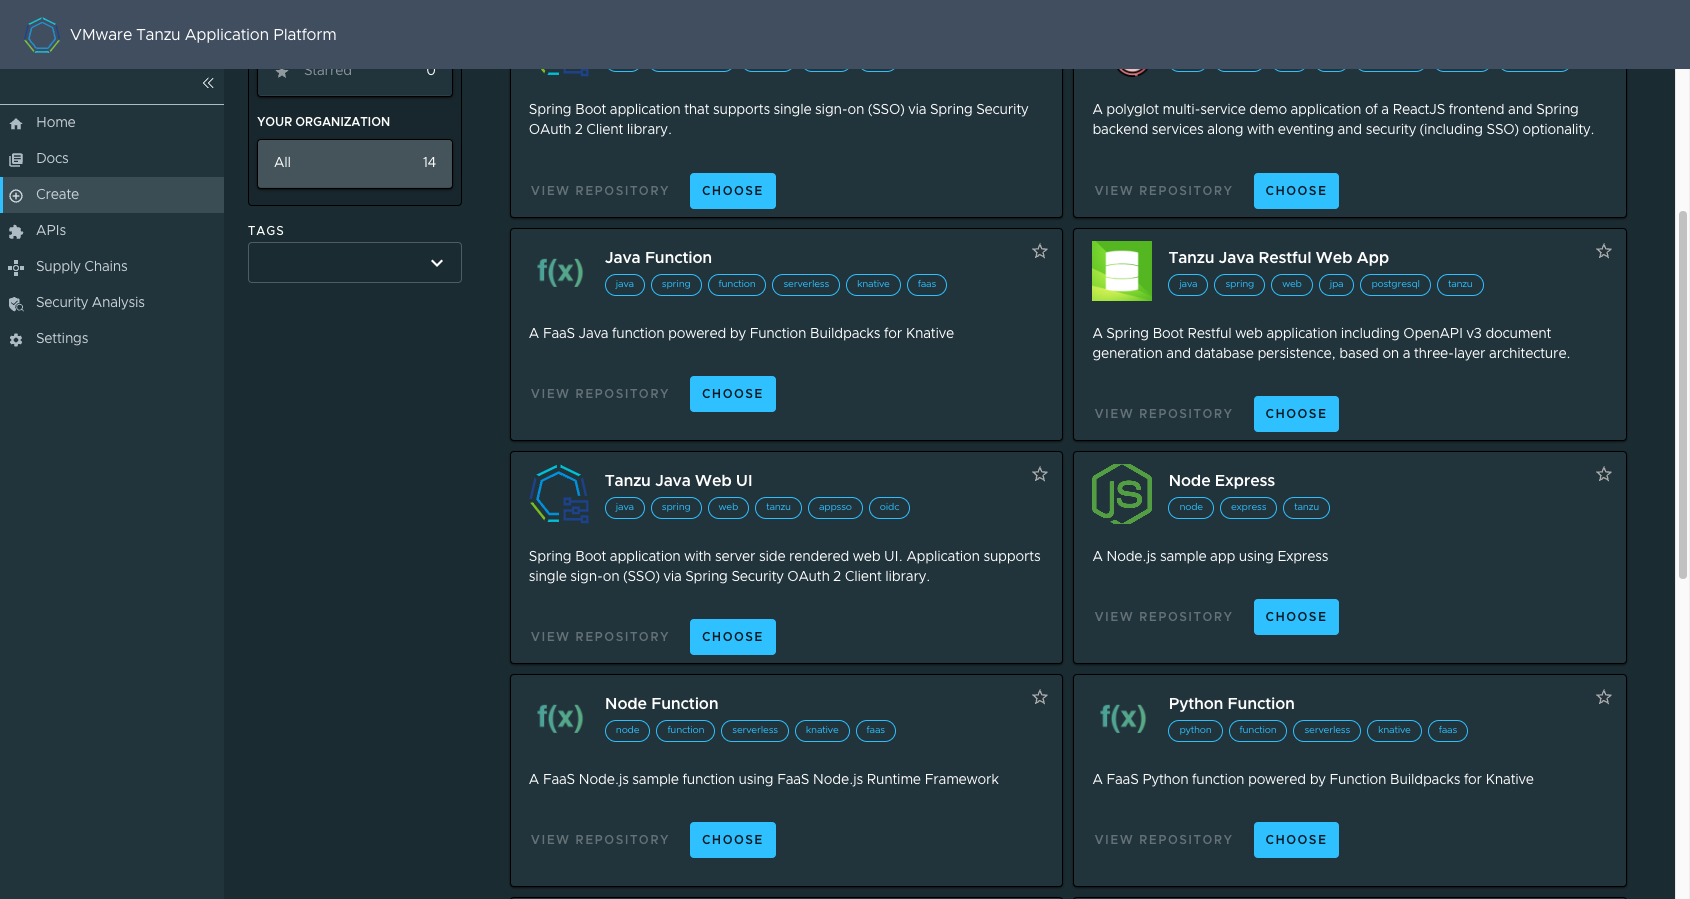 VMware Tanzu Application Platform
Home
Docs
Create
APIs
Supply Chains
Security Analysis
Settings
Starred 0
YOUR ORGANIZATION
All 14
TAGS
Spring Boot application that supports single sign-on (SSO) via Spring Security
OAuth 2 Client library.
VIEW REPOSITORY CHOOSE
A polyglot multi-service demo application of a ReactJS frontend and Spring
backend services along with eventing and security (including SSO) optionality.
VIEW REPOSITORY CHOOSE
f(x)
Java Function
java spring function serverless knative faas
A FaaS Java function powered by Function Buildpacks for Knative
VIEW REPOSITORY CHOOSE
Tanzu Java Restful Web App
java spring web jpa postgresql tanzu
A Spring Boot Restful web application including OpenAPI v3 document
generation and database persistence, based on a three-layer architecture.
VIEW REPOSITORY CHOOSE
Tanzu Java Web UI
java spring web tanzu appsso oidc
Spring Boot application with server side rendered web UI. Application supports
single sign-on (SSO) via Spring Security OAuth 2 Client library.
VIEW REPOSITORY CHOOSE
JS
Node Express
node express tanzu
A Node.js sample app using Express
VIEW REPOSITORY CHOOSE
f(x)
Node Function
node function serverless knative faas
A FaaS Node.js sample function using FaaS Node.js Runtime Framework
VIEW REPOSITORY CHOOSE
f(x)
Python Function
python function serverless knative faas
A FaaS Python function powered by Function Buildpacks for Knative
VIEW REPOSITORY CHOOSE